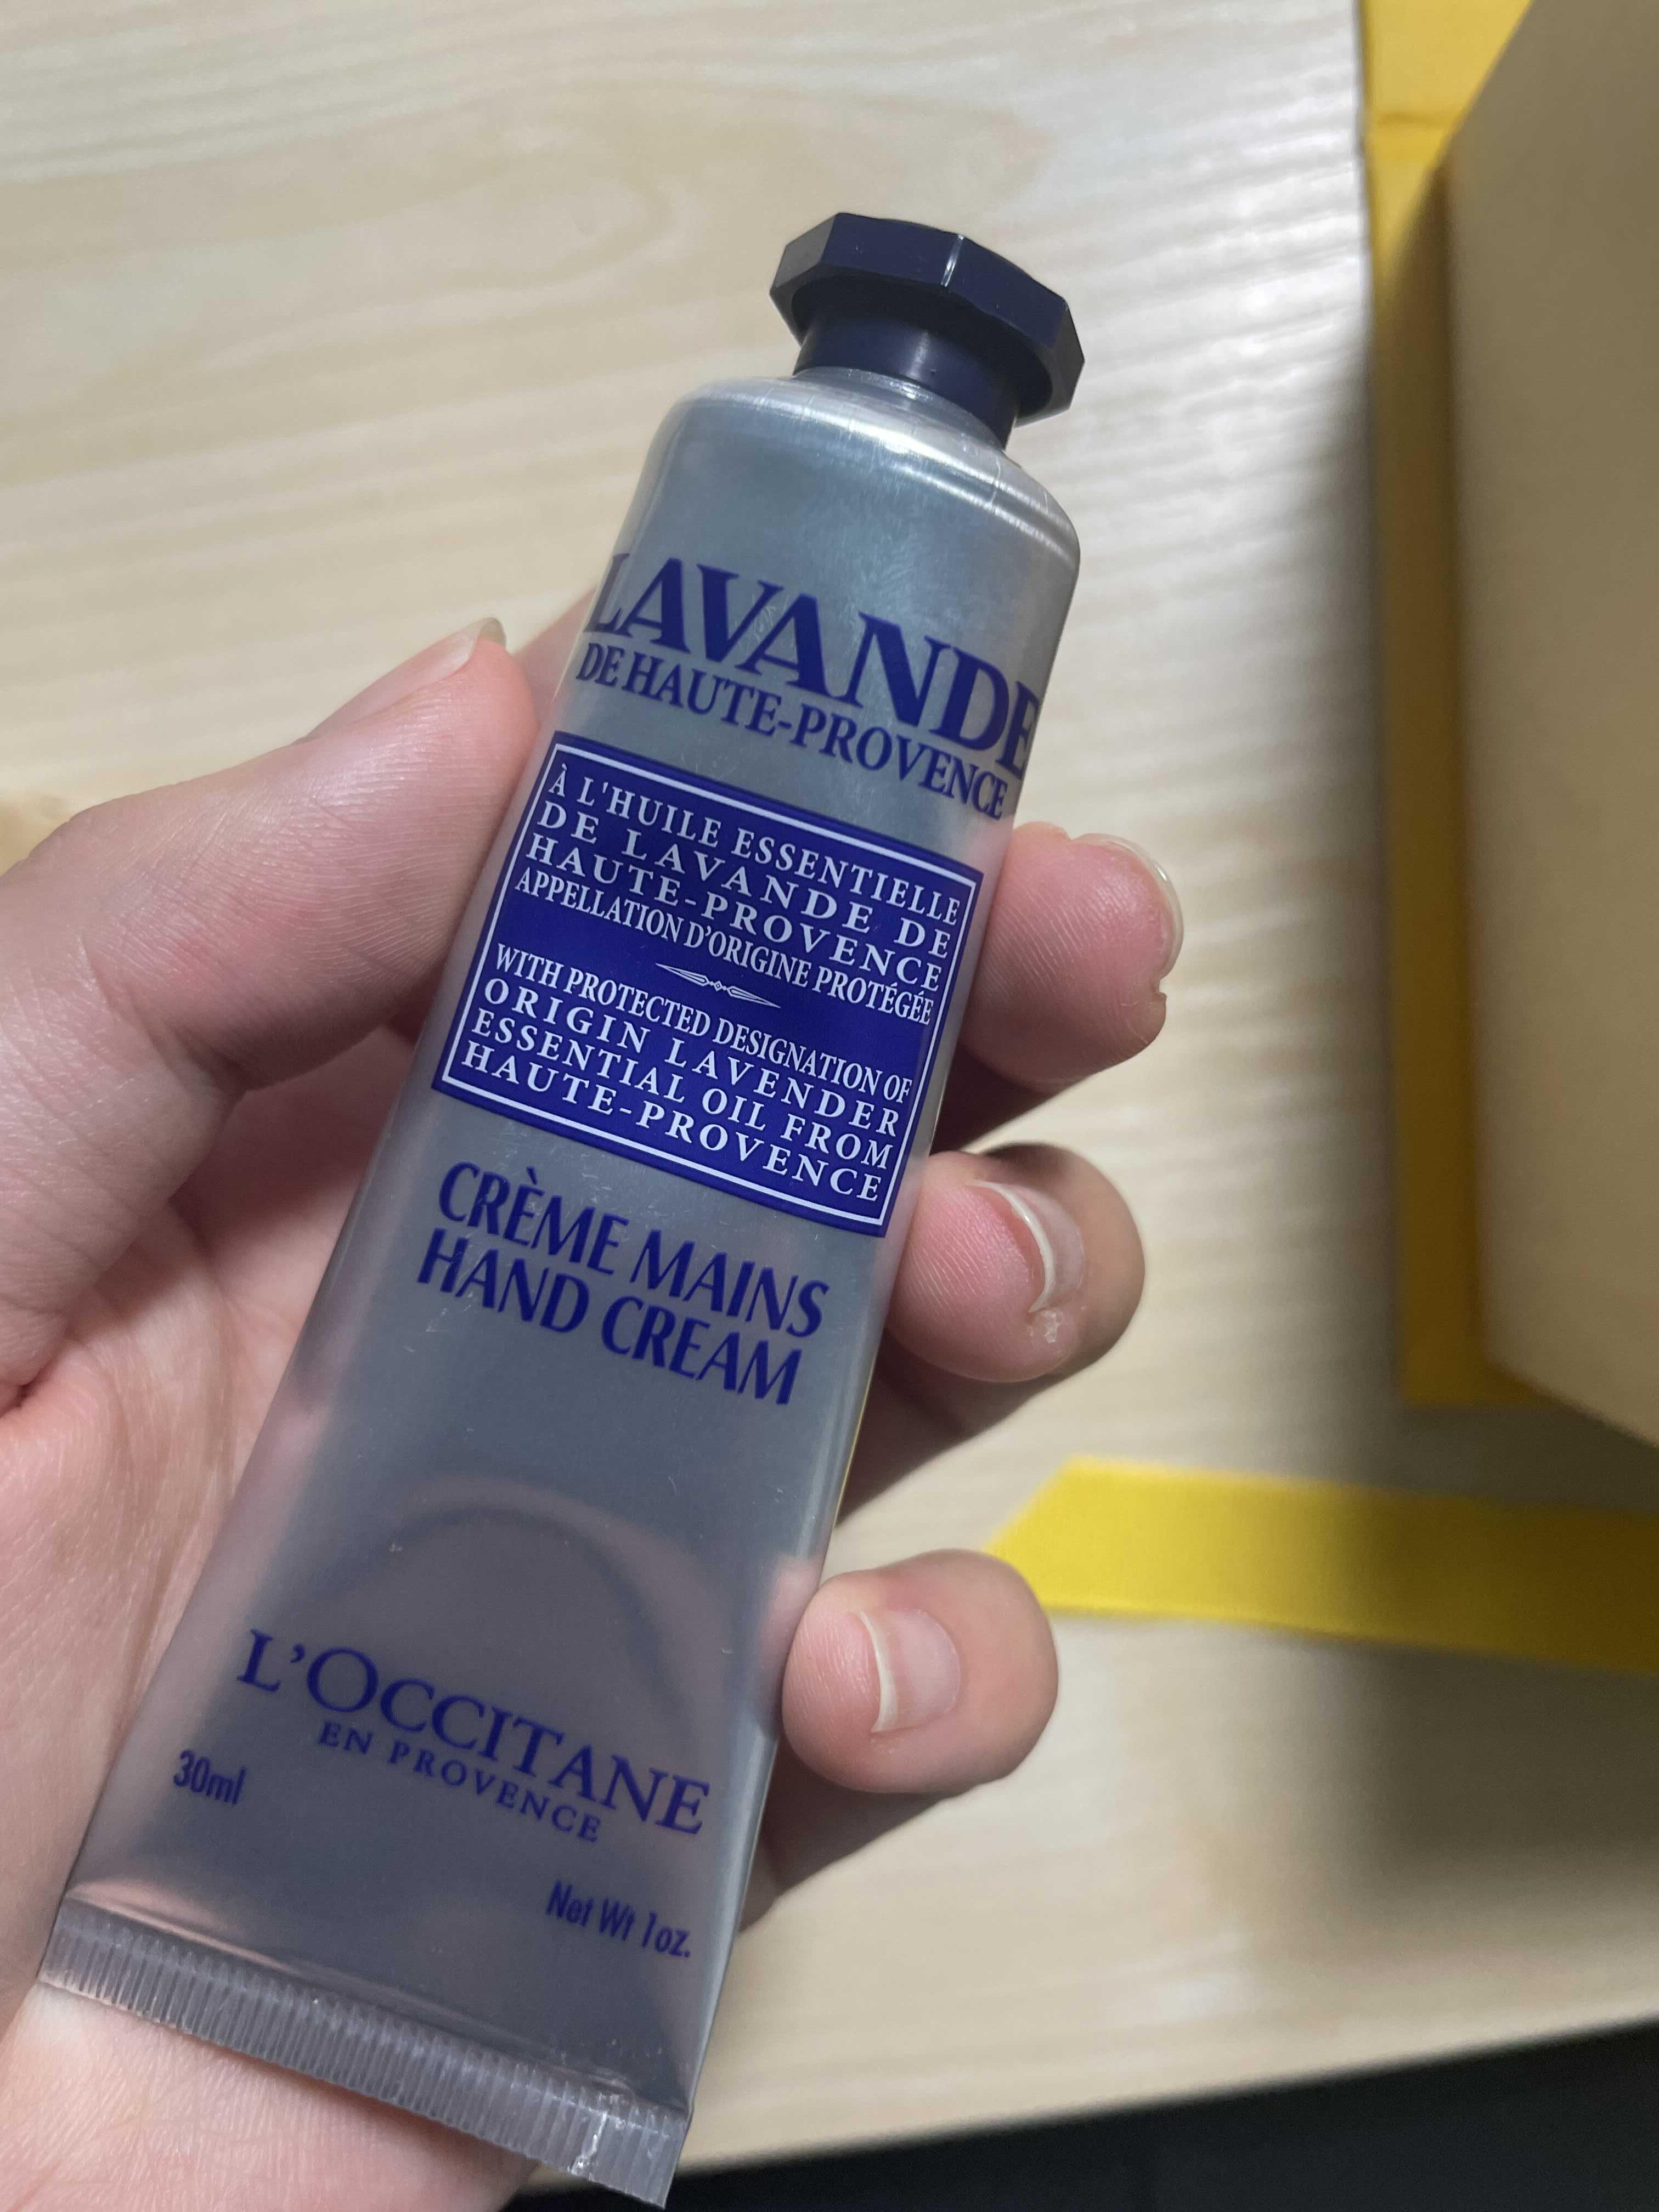 LAVANDE
DE HAUTE-PROVENCE
À L'HUILE ESSENTIELLE
DE LAVANDE DE
HAUTE-PROVENCE
APPELLATION D'ORIGINE PROTÉGÉE
WITH PROTECTED DESIGNATION OF
ORIGIN LAVENDER
ESSENTIAL OIL FROM
HAUTE-PROVENCE
CRÈME MAINS
HAND CREAM
L'OCCITANE
EN PROVENCE
30ml
Net Wt 1oz.